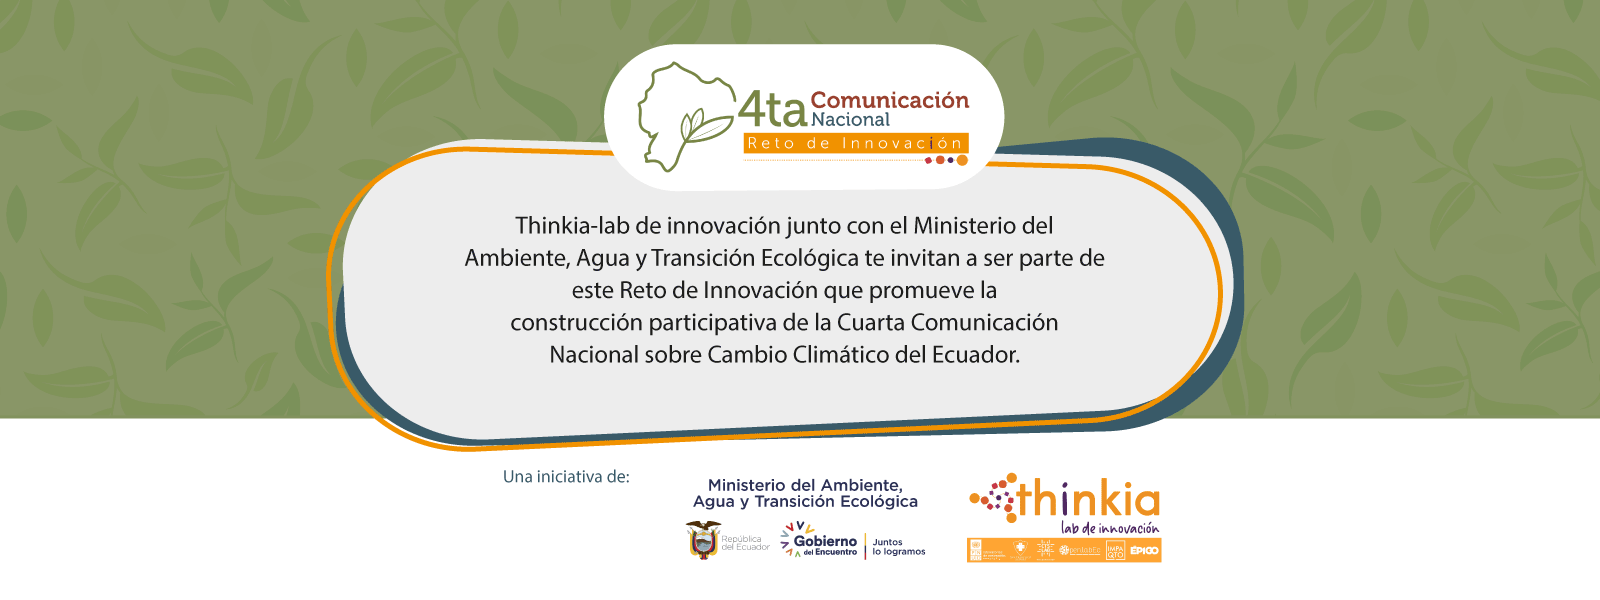 4ta Comunicación
Nacional
Reto de Innovación
Thinkia-lab de innovación junto con el Ministerio del
Ambiente, Agua y Transición Ecológica te invitan a ser parte de
este Reto de Innovación que promueve la
construcción participativa de la Cuarta Comunicación
Nacional sobre Cambio Climático del Ecuador.
Una iniciativa de:
Ministerio del Ambiente,
Agua y Transición Ecológica
República
del Ecuador
Gobierno
del Encuentro
Juntos
lo logramos
thinkia
lab de innovación
IMPA
QTO
ÉPICO